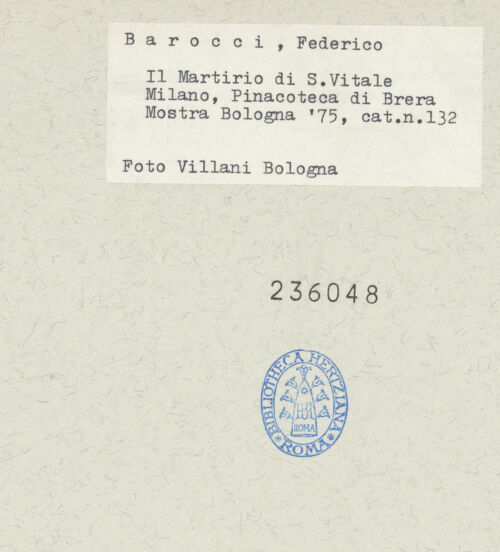 B a r o c c i , Federico
Il Martirio di S.Vitale
Milano, Pinacoteca di Brera
Mostra Bologna '75, cat.n.132
Foto Villani Bologna
236048
BIBLIOTHECA HERTZIANA
ROMA
ROMA